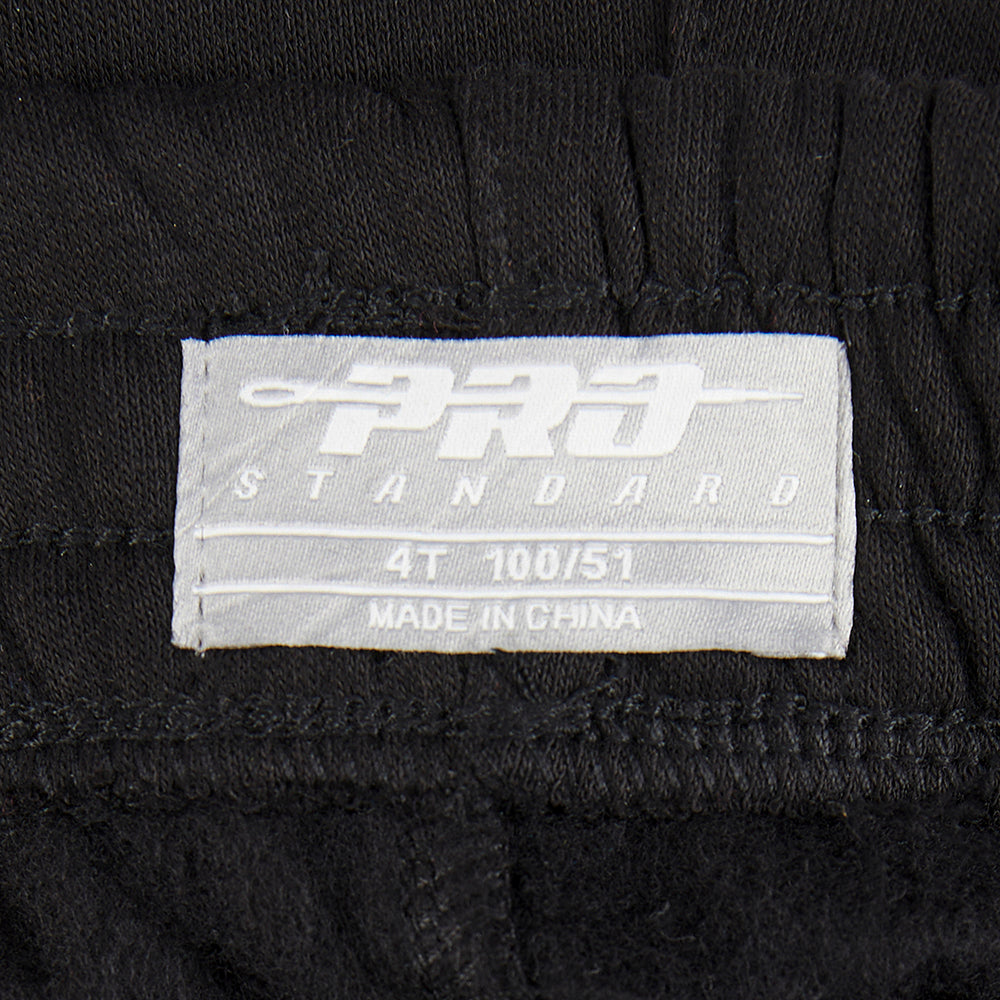 PRO
STANDARD
4T 100/51
MADE IN CHINA